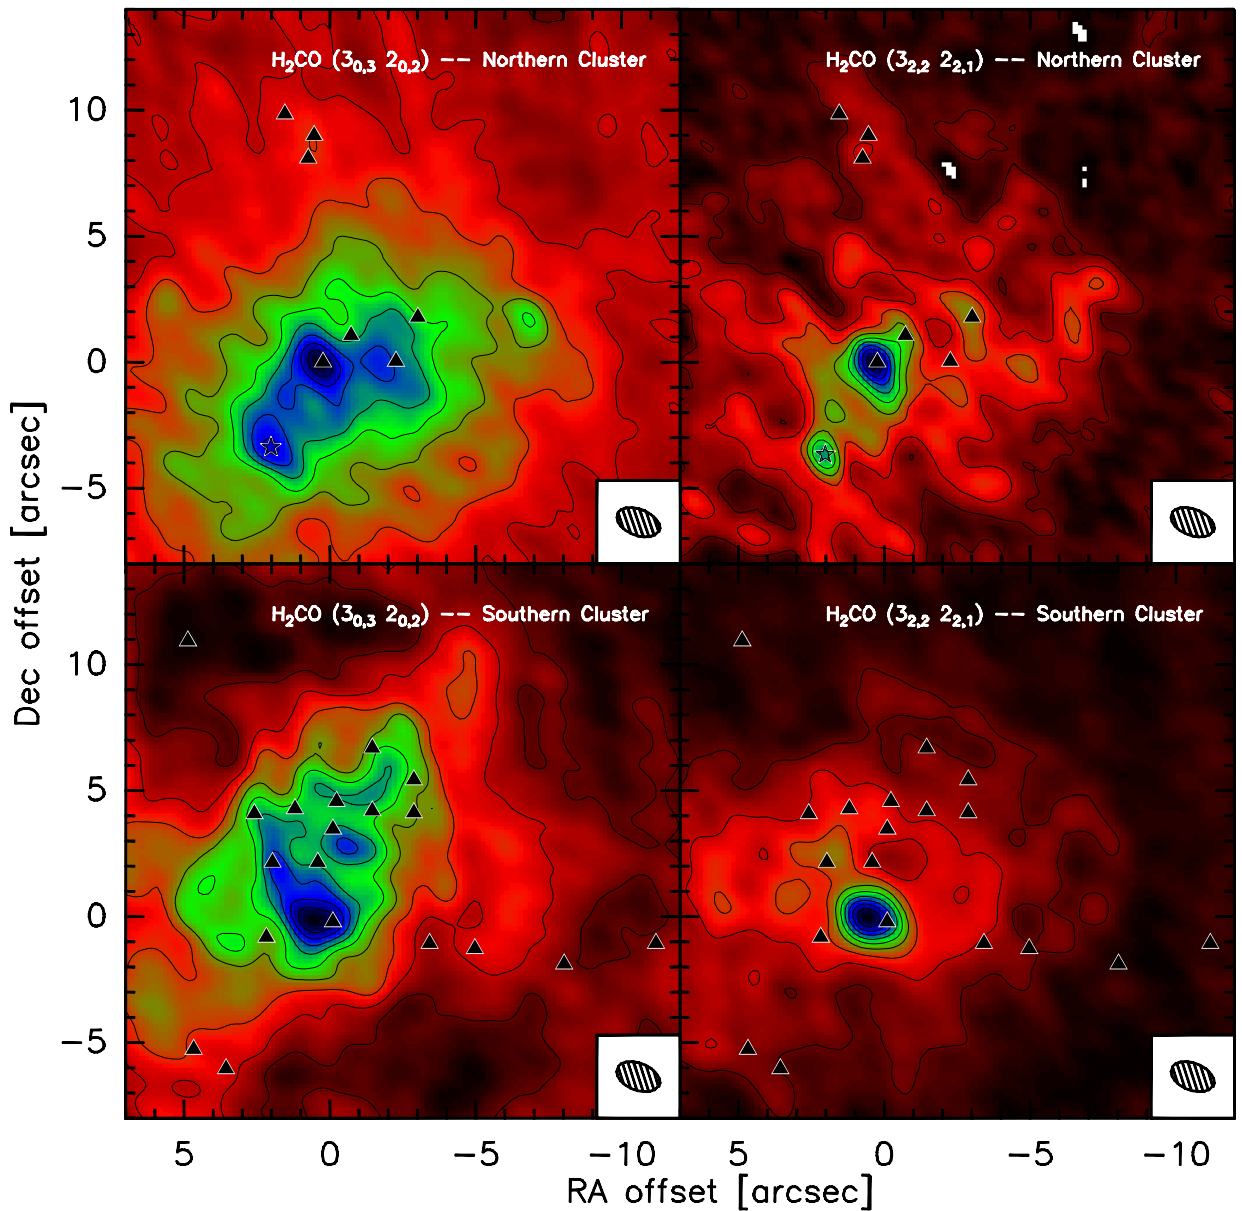 H₂CO (3₀,₃ 2₀,₂) -- Northern Cluster
H₂CO (3₂,₂ 2₂,₁) -- Northern Cluster
10
5
0
−5
H₂CO (3₀,₃ 2₀,₂) -- Southern Cluster
H₂CO (3₂,₂ 2₂,₁) -- Southern Cluster
10
5
0
−5
Dec offset [arcsec]
5 0 −5 −10 5 0 −5 −10
RA offset [arcsec]